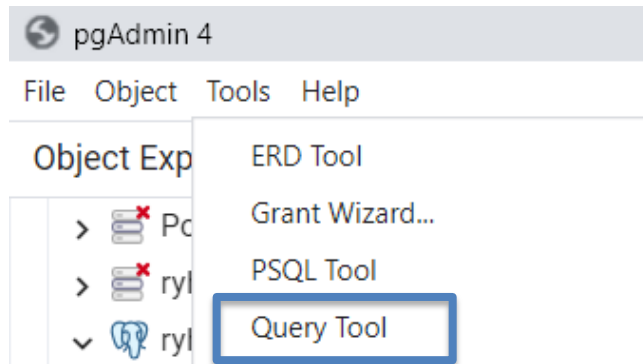 pgAdmin 4
File Object Tools Help
Object Exp
ERD Tool
Grant Wizard...
PSQL Tool
Query Tool